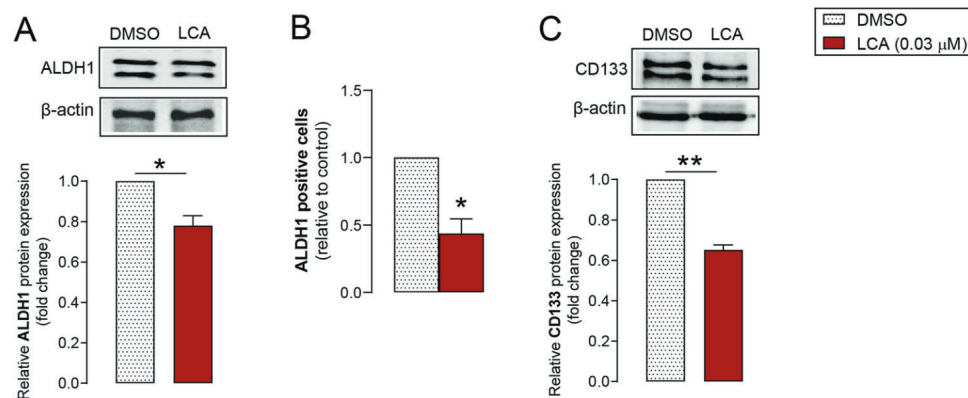 A
DMSO LCA
ALDH1
β-actin
*
Relative ALDH1 protein expression
(fold change)
1.0
0.8
0.6
0.4
0.2
0.0
B
ALDH1 positive cells
(relative to control)
1.5
1.0
0.5
0.0
*
C
DMSO LCA
CD133
β-actin
**
Relative CD133 protein expression
(fold change)
1.0
0.8
0.6
0.4
0.2
0.0
DMSO
LCA (0.03 μM)